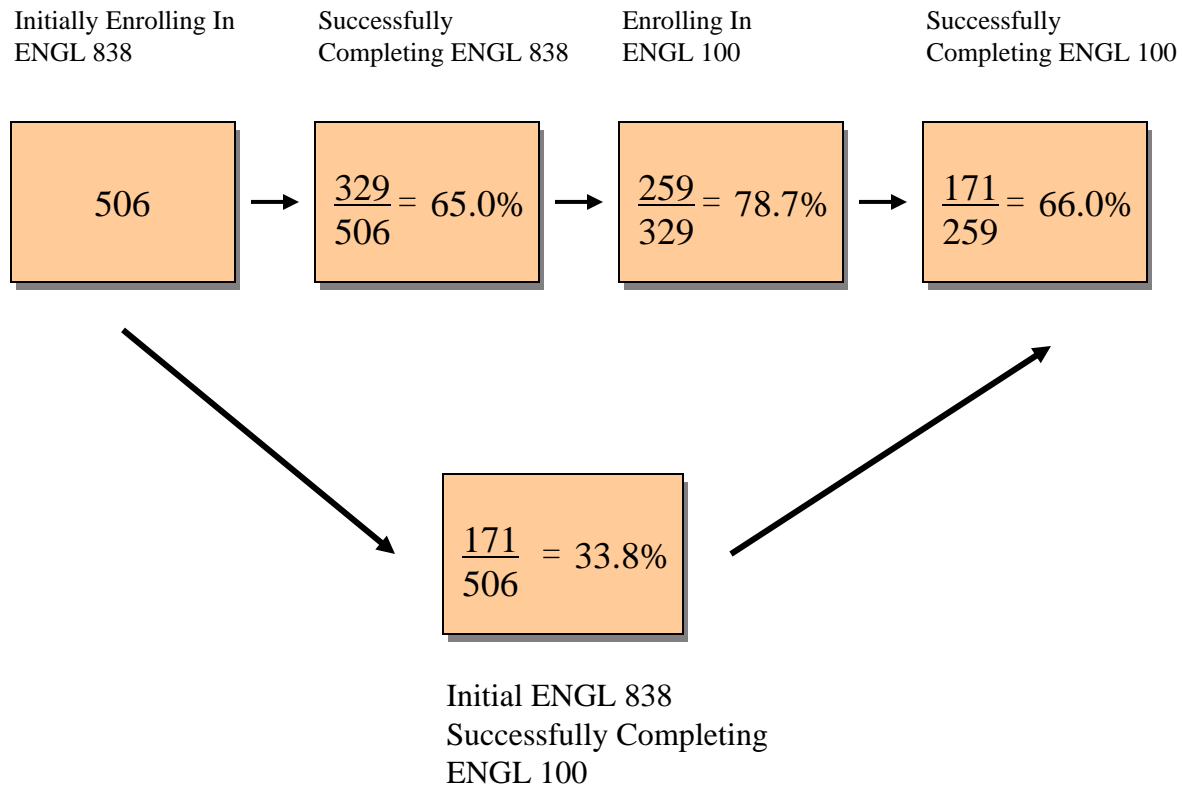 Initially Enrolling In
ENGL 838
Successfully
Completing ENGL 838
Enrolling In
ENGL 100
Successfully
Completing ENGL 100
506
329
506
= 65.0%
259
329
= 78.7%
171
259
= 66.0%
171
506
= 33.8%
Initial ENGL 838
Successfully Completing
ENGL 100